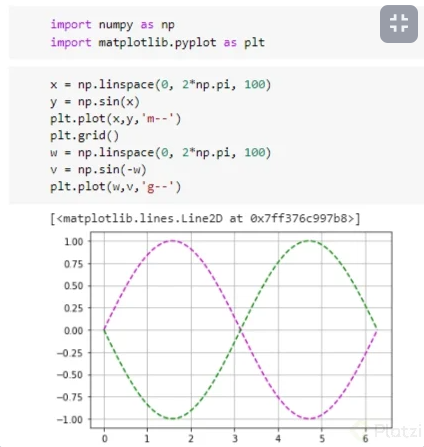 import numpy as np
import matplotlib.pyplot as plt
x = np.linspace(0, 2*np.pi, 100)
y = np.sin(x)
plt.plot(x,y,'m--')
plt.grid()
w = np.linspace(0, 2*np.pi, 100)
v = np.sin(-w)
plt.plot(w,v,'g--')
[<matplotlib.lines.Line2D at 0x7ff376c997b8>]
1.00
0.75
0.50
0.25
0.00
−0.25
−0.50
−0.75
−1.00
0 1 2 3 4 5 6
Platzi